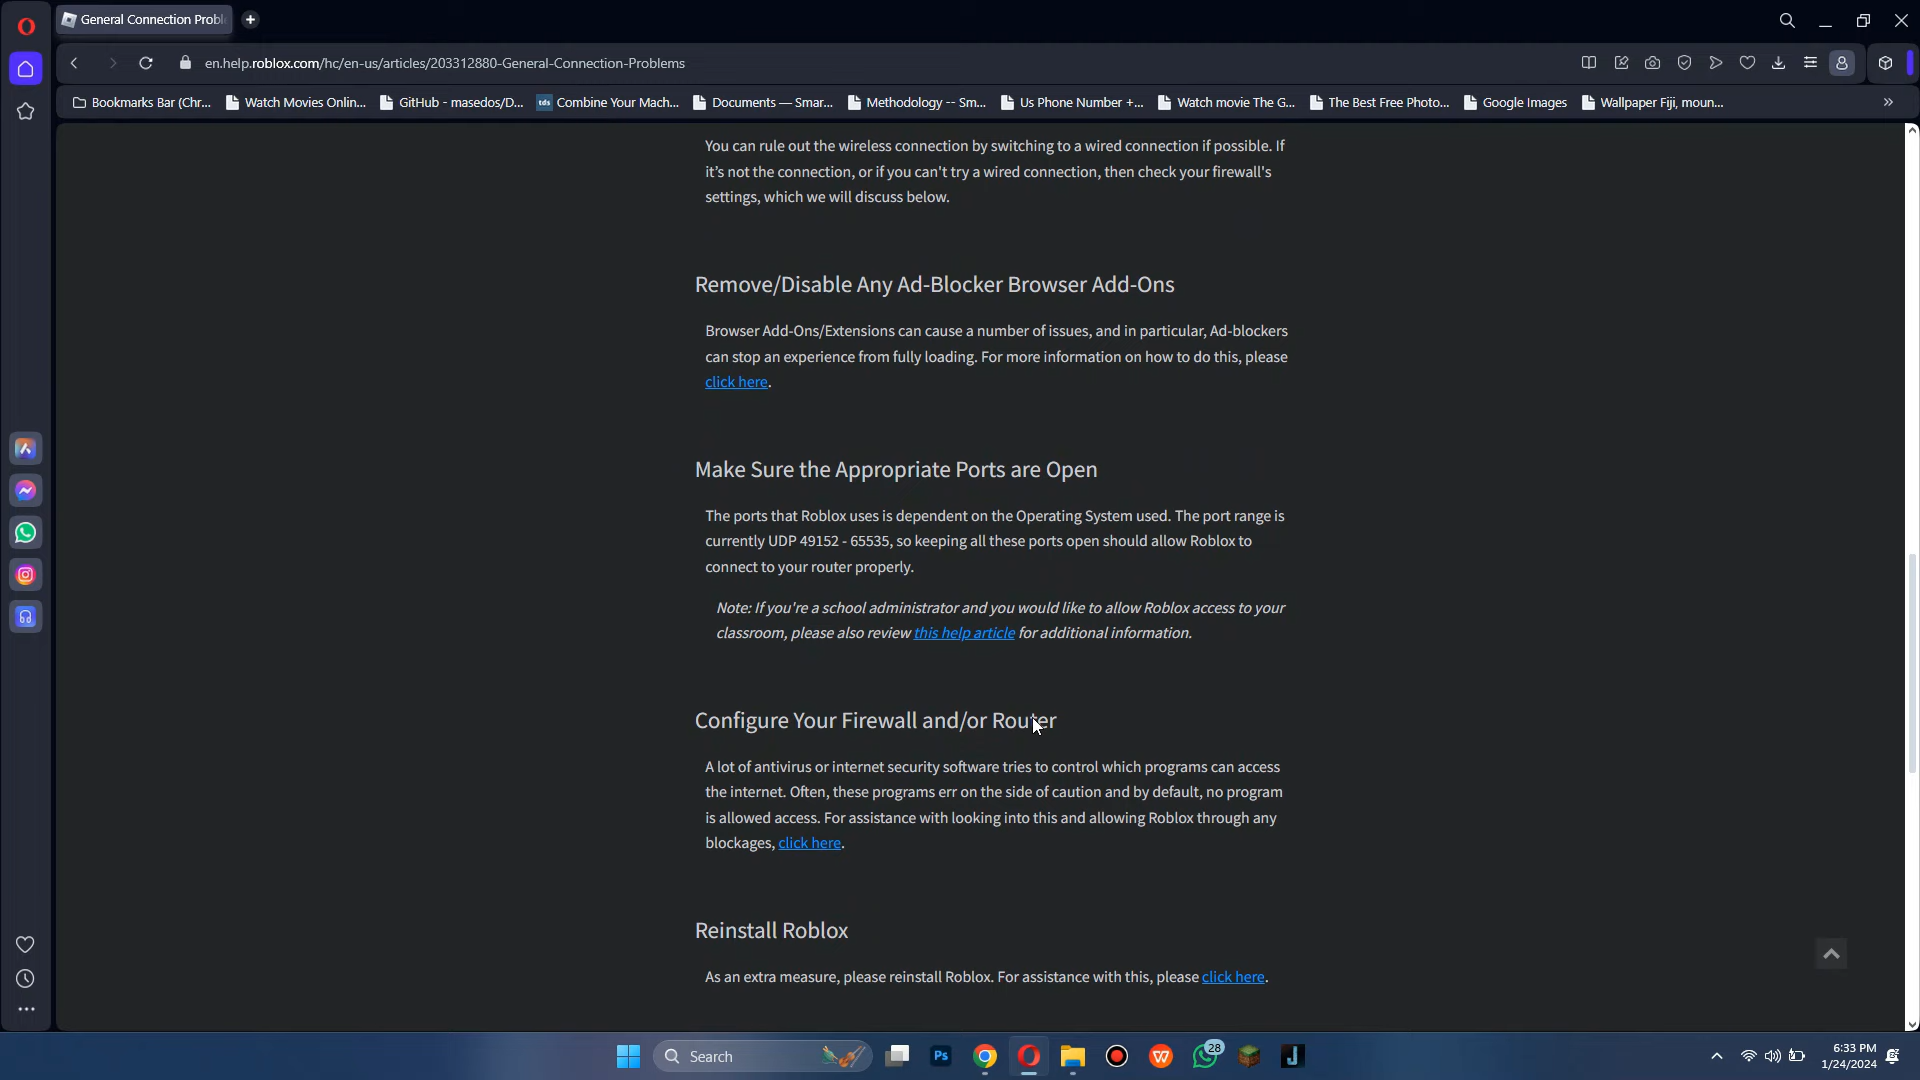 General Connection Probl
en.help.roblox.com/hc/en-us/articles/203312880-General-Connection-Problems
Bookmarks Bar (Chr...
Watch Movies Onlin...
GitHub - masedos/D...
tds Combine Your Mach...
Documents — Smar...
Methodology -- Sm...
Us Phone Number +...
Watch movie The G...
The Best Free Photo...
Google Images
Wallpaper Fiji, moun...
You can rule out the wireless connection by switching to a wired connection if possible. If
it’s not the connection, or if you can't try a wired connection, then check your firewall's
settings, which we will discuss below.
Remove/Disable Any Ad-Blocker Browser Add-Ons
Browser Add-Ons/Extensions can cause a number of issues, and in particular, Ad-blockers
can stop an experience from fully loading. For more information on how to do this, please
click here.
Make Sure the Appropriate Ports are Open
The ports that Roblox uses is dependent on the Operating System used. The port range is
currently UDP 49152 - 65535, so keeping all these ports open should allow Roblox to
connect to your router properly.
Note: If you're a school administrator and you would like to allow Roblox access to your
classroom, please also review this help article for additional information.
Configure Your Firewall and/or Router
A lot of antivirus or internet security software tries to control which programs can access
the internet. Often, these programs err on the side of caution and by default, no program
is allowed access. For assistance with looking into this and allowing Roblox through any
blockages, click here.
Reinstall Roblox
As an extra measure, please reinstall Roblox. For assistance with this, please click here.
Search
Ps
28
6:33 PM
1/24/2024